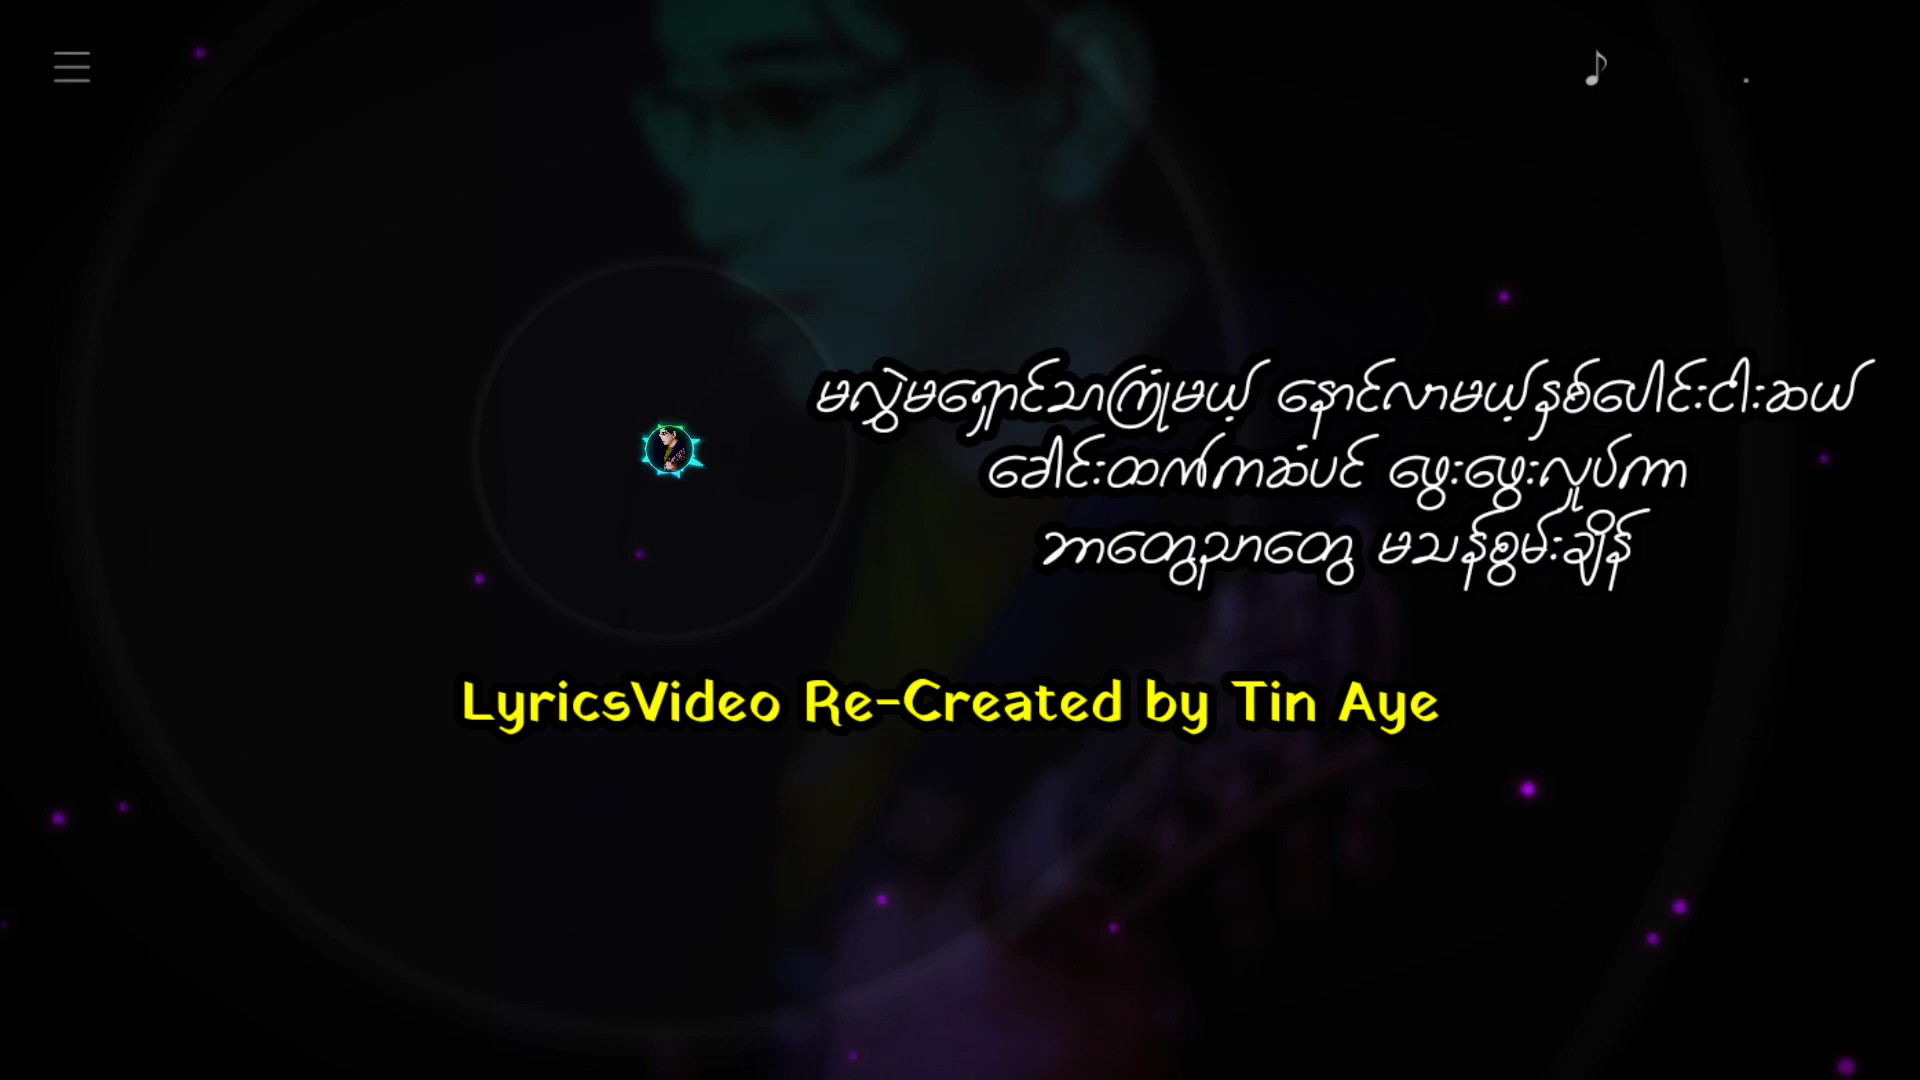 မလွဲမရှောင်သာကြုံမယ့် နောင်လာမယ့်နှစ်ပေါင်းငါးဆယ်
ခေါင်းထက်ကဆံပင် ဖွေးဖွေးလှုပ်ကာ
ဘာတွေညာတွေ မသန်စွမ်းချိန်
LyricsVideo Re-Created by Tin Aye